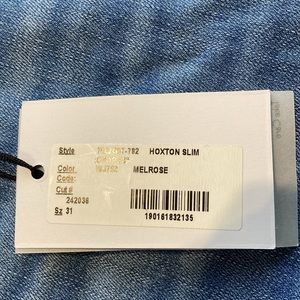 Style HOXTON SLIM
Color MELROSE
Code:
Cut #
242036
Sz 31
190161832135